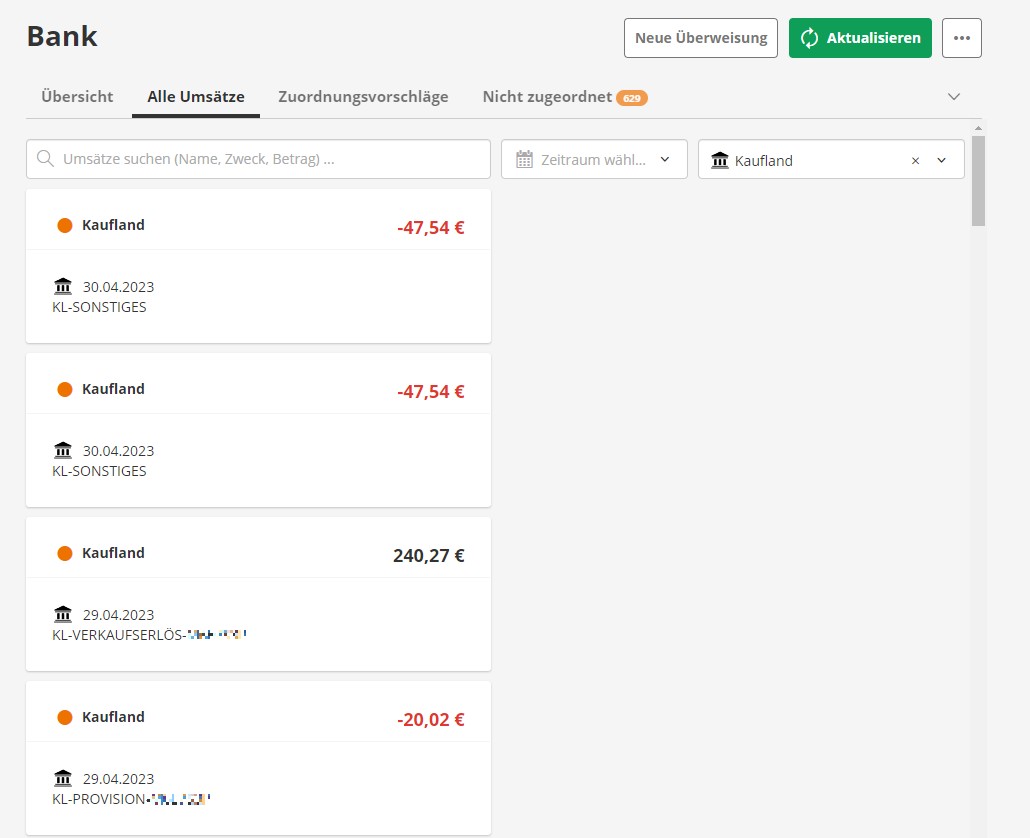 Bank
Neue Überweisung
Aktualisieren
Übersicht
Alle Umsätze
Zuordnungsvorschläge
Nicht zugeordnet 629
Umsätze suchen (Name, Zweck, Betrag) ...
Zeitraum wähl...
Kaufland
Kaufland
-47,54 €
30.04.2023
KL-SONSTIGES
Kaufland
-47,54 €
30.04.2023
KL-SONSTIGES
Kaufland
240,27 €
29.04.2023
KL-VERKAUFSERLÖS-
Kaufland
-20,02 €
29.04.2023
KL-PROVISION-